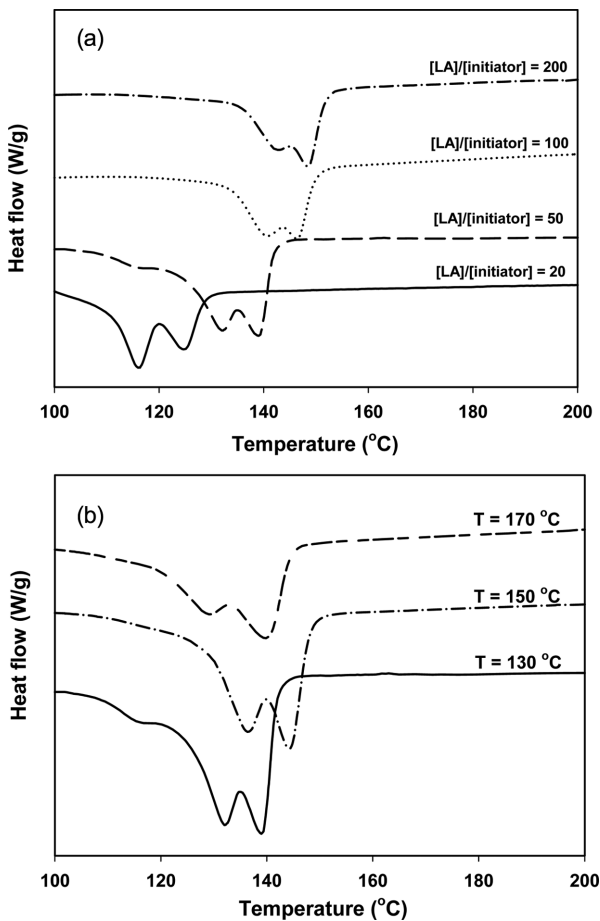 (a)
[LA]/[initiator] = 200
[LA]/[initiator] = 100
[LA]/[initiator] = 50
[LA]/[initiator] = 20
Heat flow (W/g)
100 120 140 160 180 200
Temperature (°C)
(b)
T = 170 °C
T = 150 °C
T = 130 °C
Heat flow (W/g)
100 120 140 160 180 200
Temperature (°C)